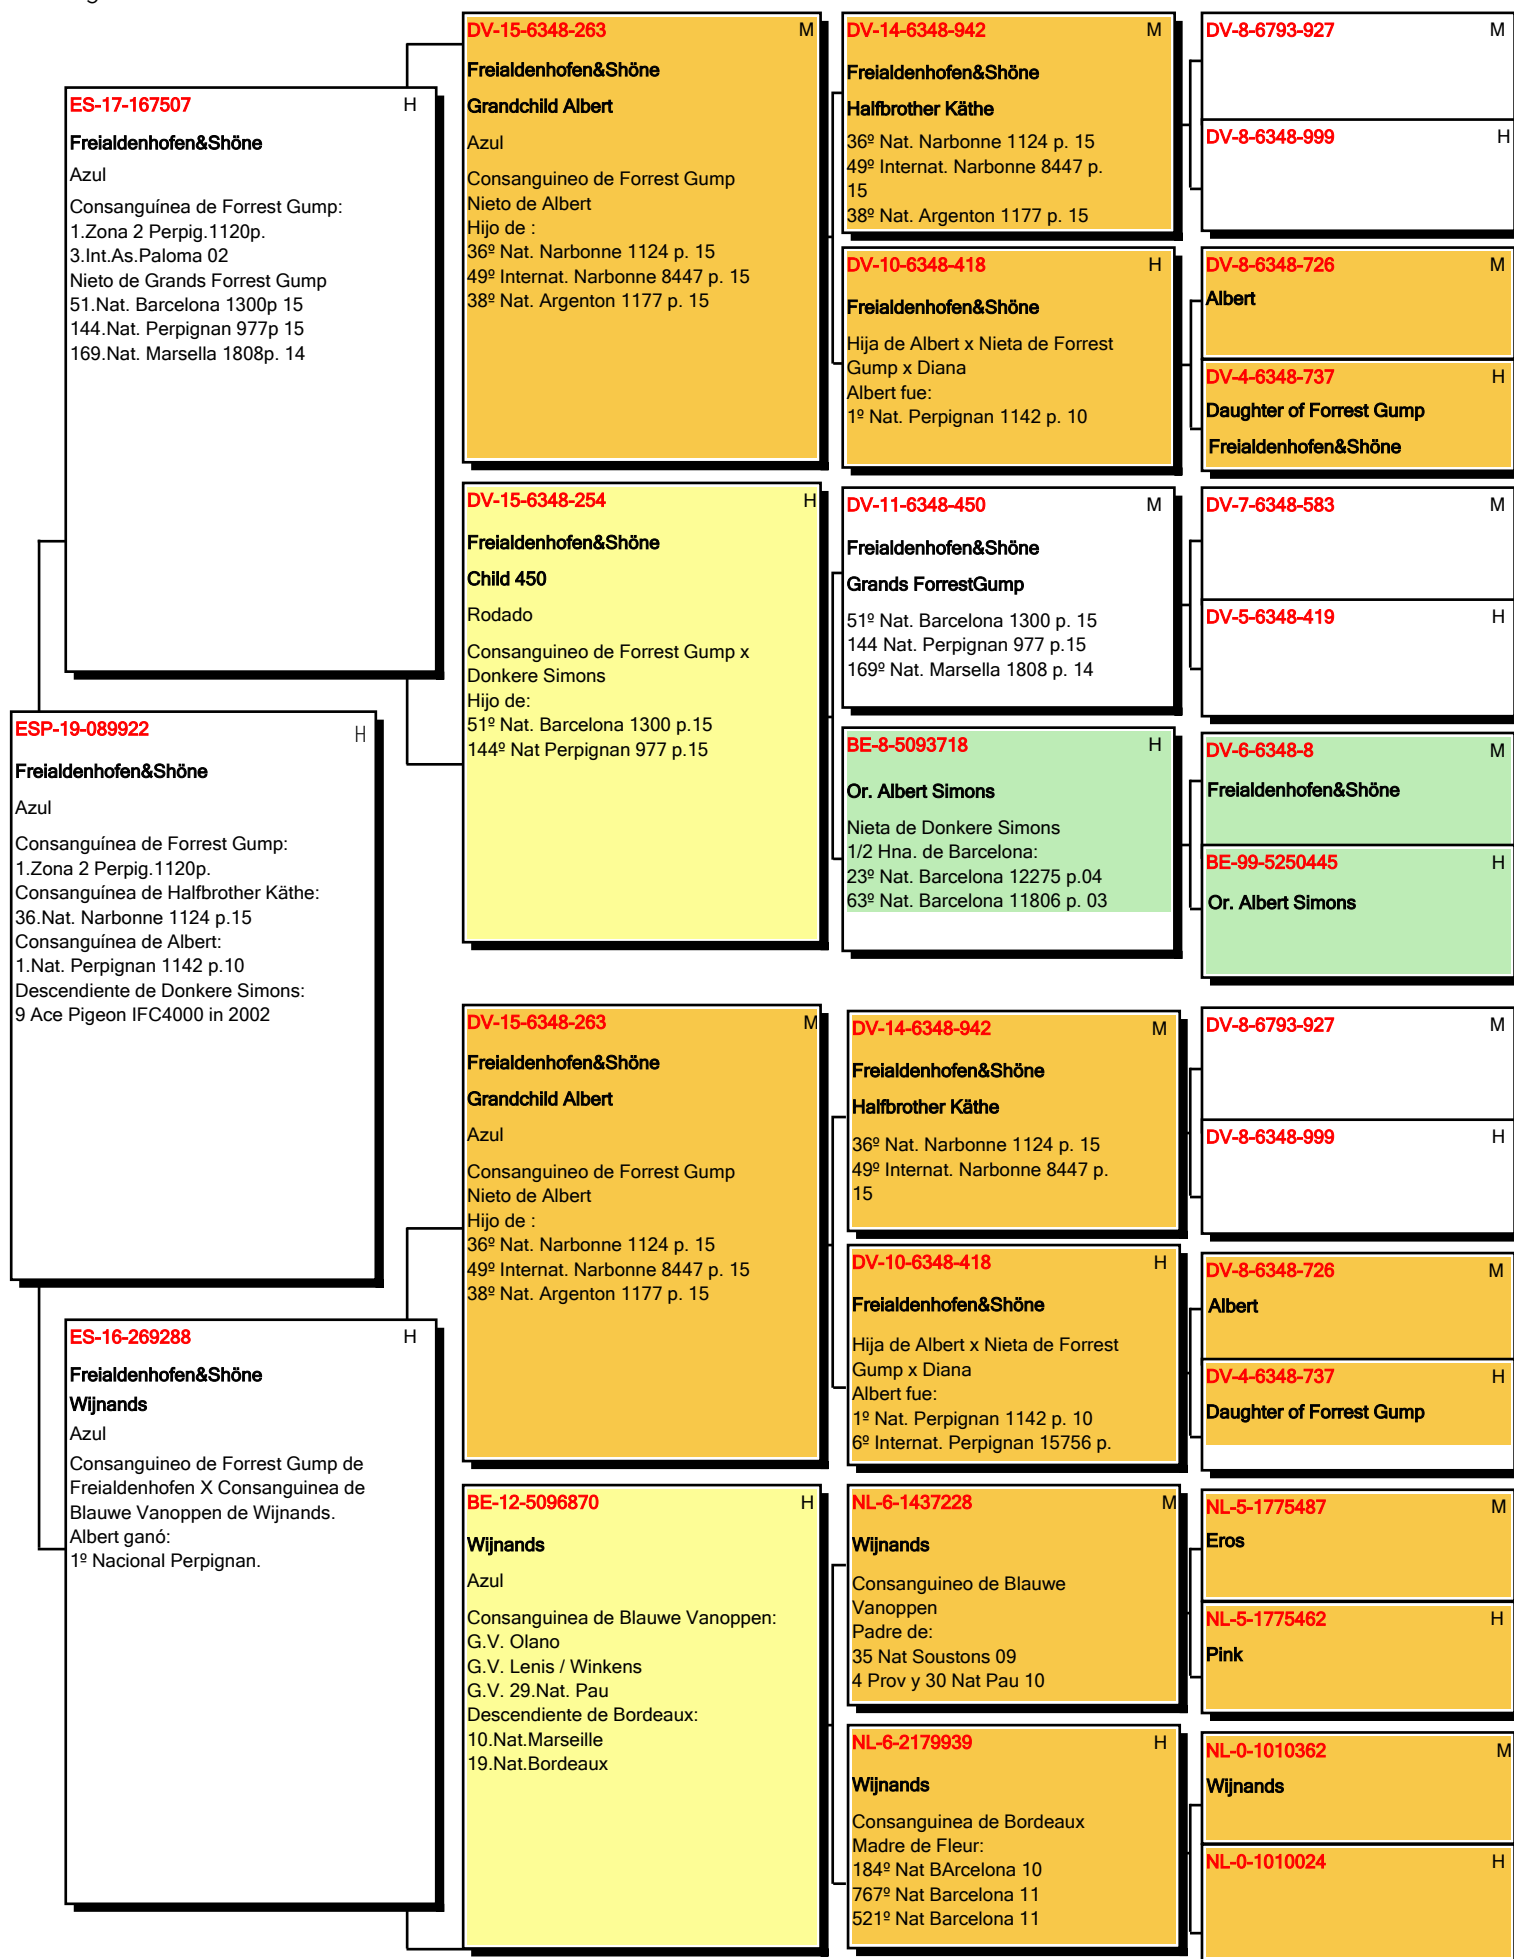 ESP-19-089922 H
Freialdenhofen&Shöne
Azul
Consanguínea de Forrest Gump:
1.Zona 2 Perpig.1120p.
Consanguínea de Halfbrother Käthe:
36.Nat. Narbonne 1124 p.15
Consanguínea de Albert:
1.Nat. Perpignan 1142 p.10
Descendiente de Donkere Simons:
9 Ace Pigeon IFC4000 in 2002
ES-17-167507 H
Freialdenhofen&Shöne
Azul
Consanguínea de Forrest Gump:
1.Zona 2 Perpig.1120p.
3.Int.As.Paloma 02
Nieto de Grands Forrest Gump
51.Nat. Barcelona 1300p 15
144.Nat. Perpignan 977p 15
169.Nat. Marsella 1808p. 14
ES-16-269288 H
Freialdenhofen&Shöne
Wijnands
Azul
Consanguineo de Forrest Gump de
Freialdenhofen X Consanguinea de
Blauwe Vanoppen de Wijnands.
Albert ganó:
1º Nacional Perpignan.
DV-15-6348-263 M
Freialdenhofen&Shöne
Grandchild Albert
Azul
Consanguineo de Forrest Gump
Nieto de Albert
Hijo de :
36º Nat. Narbonne 1124 p. 15
49º Internat. Narbonne 8447 p. 15
38º Nat. Argenton 1177 p. 15
DV-15-6348-254 H
Freialdenhofen&Shöne
Child 450
Rodado
Consanguineo de Forrest Gump x
Donkere Simons
Hijo de:
51º Nat. Barcelona 1300 p.15
144º Nat Perpignan 977 p.15
DV-15-6348-263 M
Freialdenhofen&Shöne
Grandchild Albert
Azul
Consanguineo de Forrest Gump
Nieto de Albert
Hijo de :
36º Nat. Narbonne 1124 p. 15
49º Internat. Narbonne 8447 p. 15
38º Nat. Argenton 1177 p. 15
BE-12-5096870 H
Wijnands
Azul
Consanguinea de Blauwe Vanoppen:
G.V. Olano
G.V. Lenis / Winkens
G.V. 29.Nat. Pau
Descendiente de Bordeaux:
10.Nat.Marseille
19.Nat.Bordeaux
DV-14-6348-942 M
Freialdenhofen&Shöne
Halfbrother Käthe
36º Nat. Narbonne 1124 p. 15
49º Internat. Narbonne 8447 p.
15
38º Nat. Argenton 1177 p. 15
DV-10-6348-418 H
Freialdenhofen&Shöne
Hija de Albert x Nieta de Forrest
Gump x Diana
Albert fue:
1º Nat. Perpignan 1142 p. 10
DV-11-6348-450 M
Freialdenhofen&Shöne
Grands ForrestGump
51º Nat. Barcelona 1300 p. 15
144 Nat. Perpignan 977 p.15
169º Nat. Marsella 1808 p. 14
BE-8-5093718 H
Or. Albert Simons
Nieta de Donkere Simons
1/2 Hna. de Barcelona:
23º Nat. Barcelona 12275 p.04
63º Nat. Barcelona 11806 p. 03
DV-14-6348-942 M
Freialdenhofen&Shöne
Halfbrother Käthe
36º Nat. Narbonne 1124 p. 15
49º Internat. Narbonne 8447 p.
15
DV-10-6348-418 H
Freialdenhofen&Shöne
Hija de Albert x Nieta de Forrest
Gump x Diana
Albert fue:
1º Nat. Perpignan 1142 p. 10
6º Internat. Perpignan 15756 p.
NL-6-1437228 M
Wijnands
Consanguineo de Blauwe
Vanoppen
Padre de:
35 Nat Soustons 09
4 Prov y 30 Nat Pau 10
NL-6-2179939 H
Wijnands
Consanguinea de Bordeaux
Madre de Fleur:
184º Nat BArcelona 10
767º Nat Barcelona 11
521º Nat Barcelona 11
DV-8-6793-927 M
DV-8-6348-999 H
DV-8-6348-726 M
Albert
DV-4-6348-737 H
Daughter of Forrest Gump
Freialdenhofen&Shöne
DV-7-6348-583 M
DV-5-6348-419 H
DV-6-6348-8 M
Freialdenhofen&Shöne
BE-99-5250445 H
Or. Albert Simons
DV-8-6793-927 M
DV-8-6348-999 H
DV-8-6348-726 M
Albert
DV-4-6348-737 H
Daughter of Forrest Gump
NL-5-1775487 M
Eros
NL-5-1775462 H
Pink
NL-0-1010362 M
Wijnands
NL-0-1010024 H